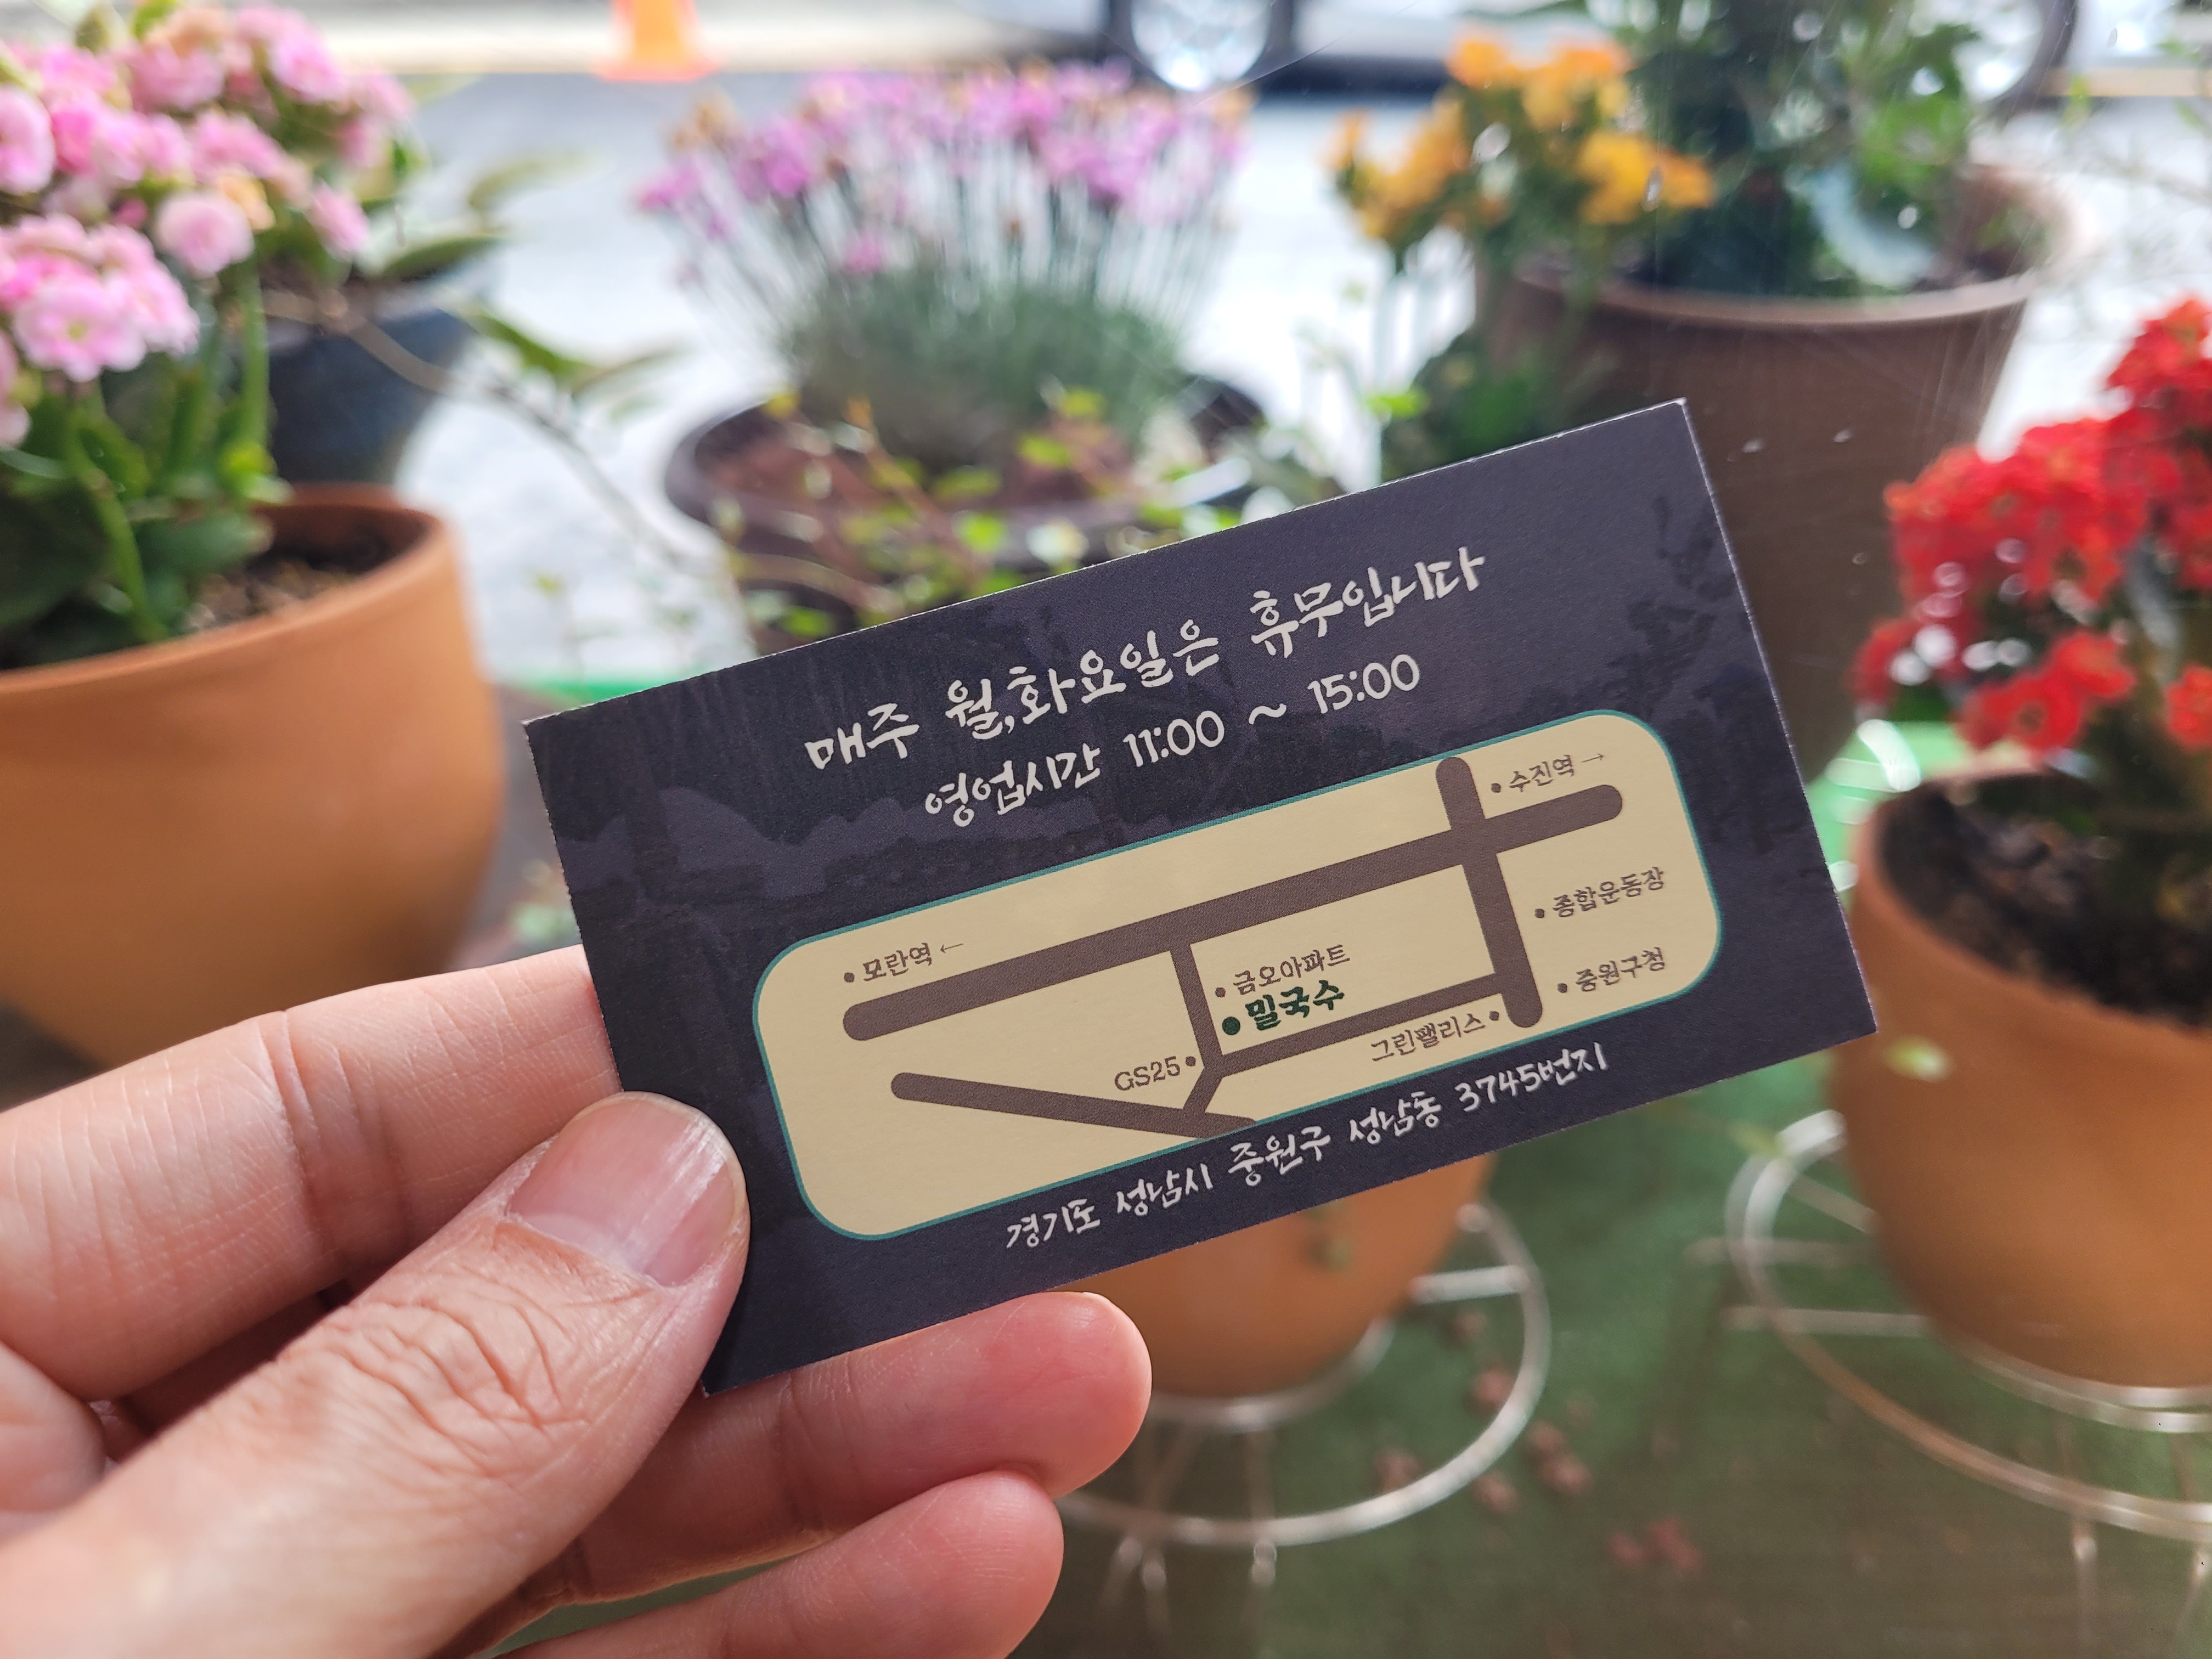 매주 월,화요일은 휴무입니다
영업시간 11:00 ~ 15:00
• 수진역 →
• 모란역 ←
• 종합운동장
• 금오아파트
• 밀국수
• 중원구청
GS25 •
그린팰리스 •
경기도 성남시 중원구 성남동 3745번지